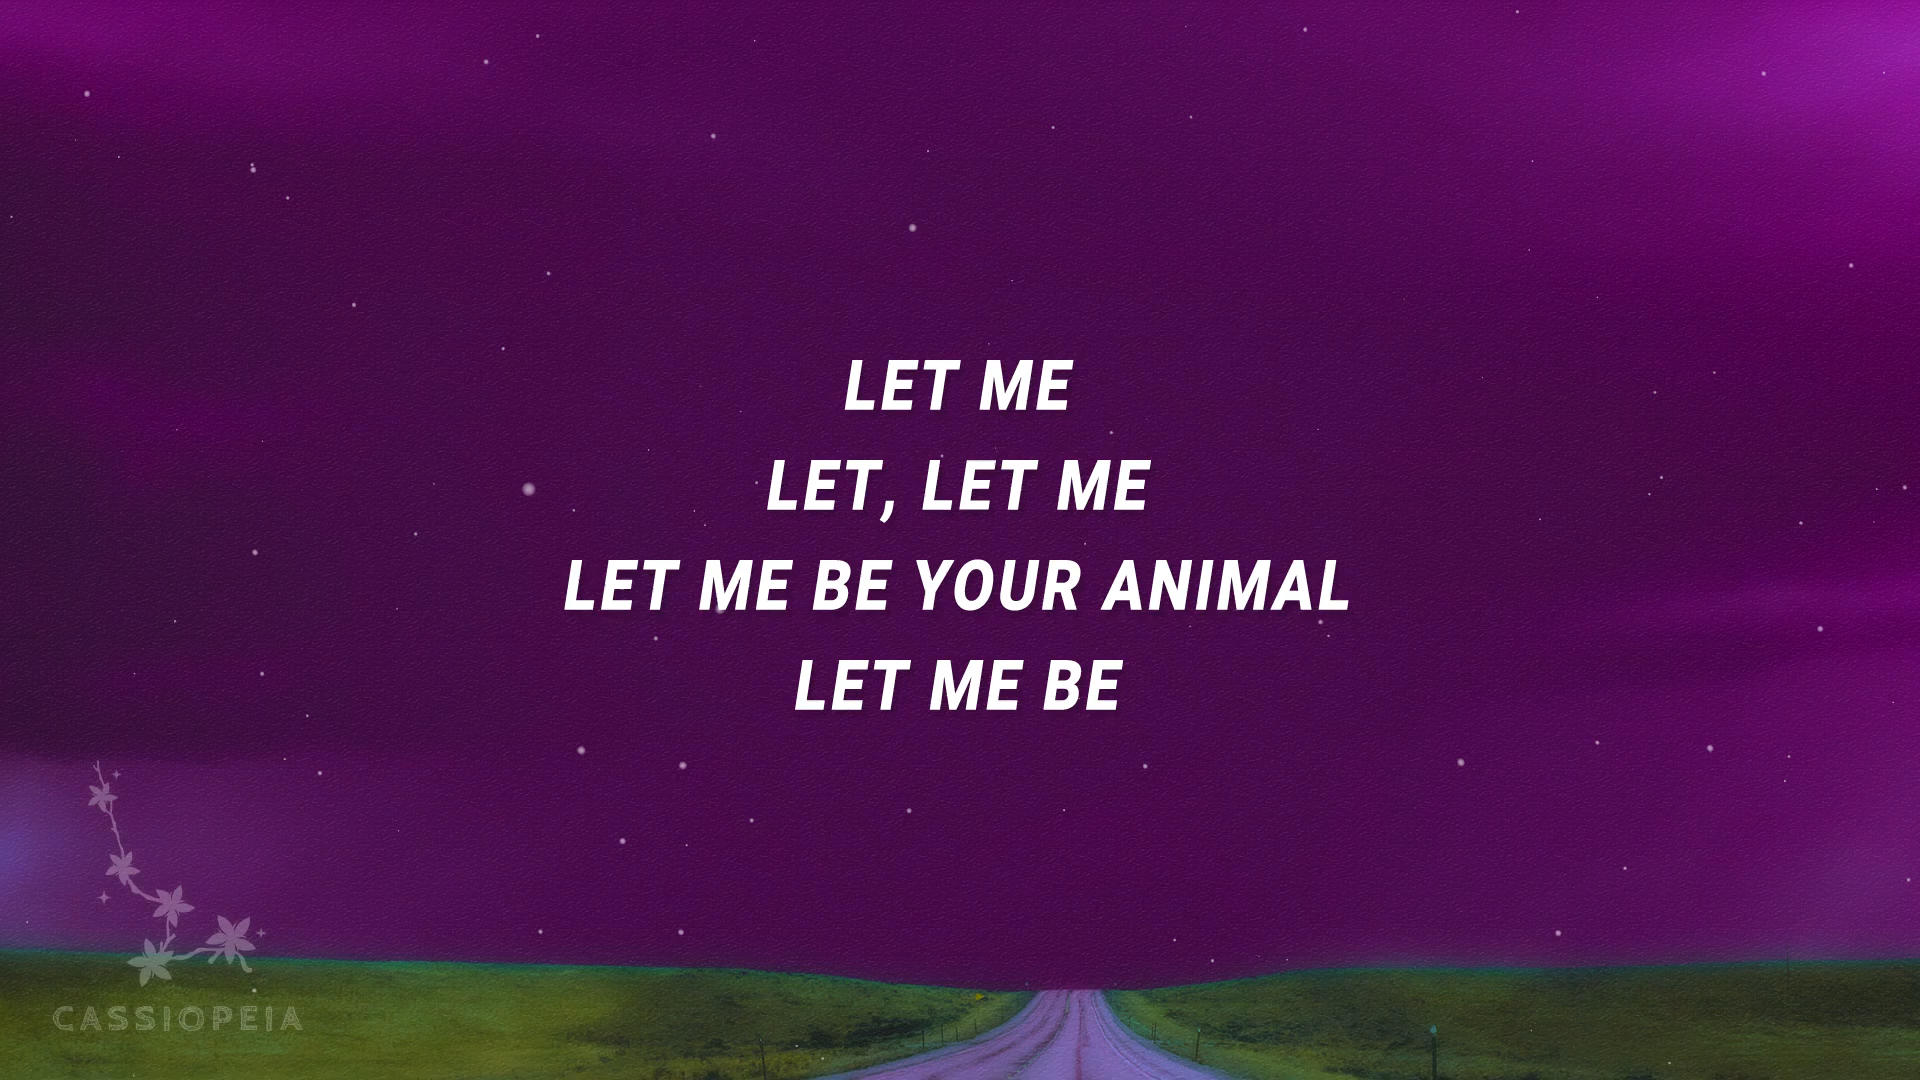 LET ME
LET, LET ME
LET ME BE YOUR ANIMAL
LET ME BE
CASSIOPEIA